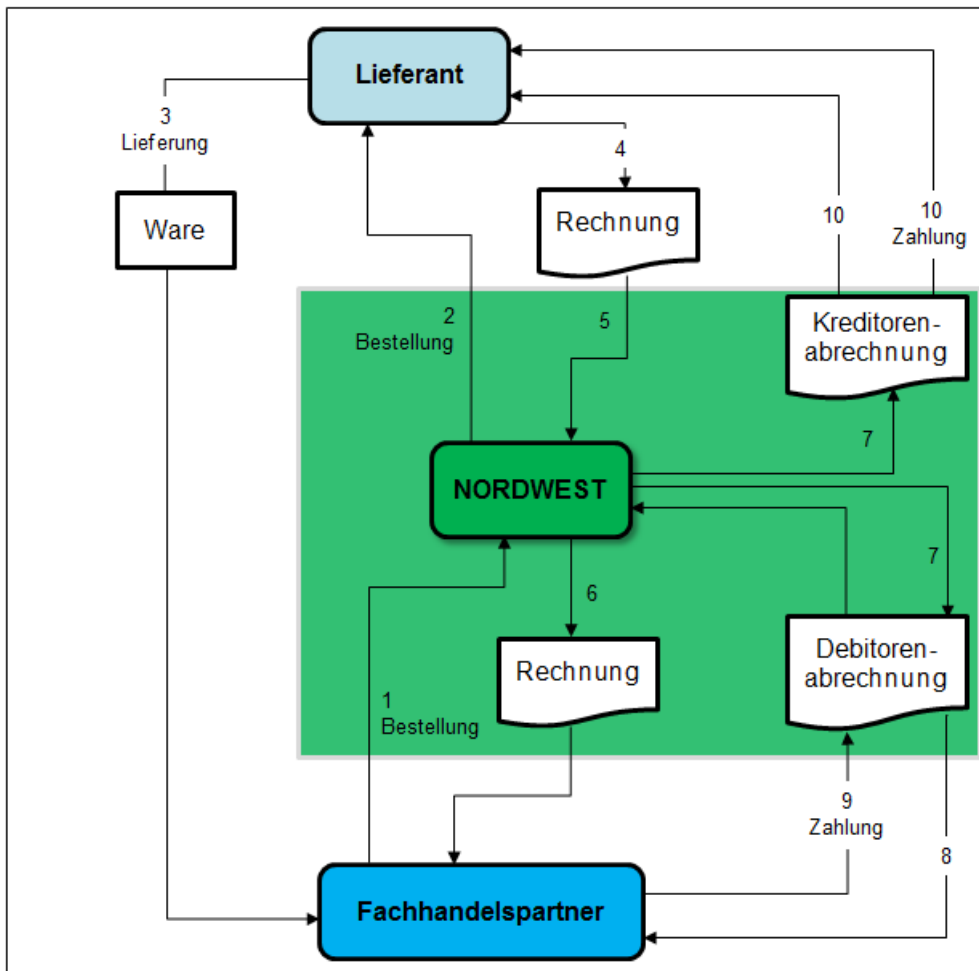 Lieferant
3
Lieferung
4
Ware
Rechnung
10
10
Zahlung
2
Bestellung
5
Kreditoren-
abrechnung
7
NORDWEST
7
6
1
Bestellung
Rechnung
Debitoren-
abrechnung
9
Zahlung
8
Fachhandelspartner